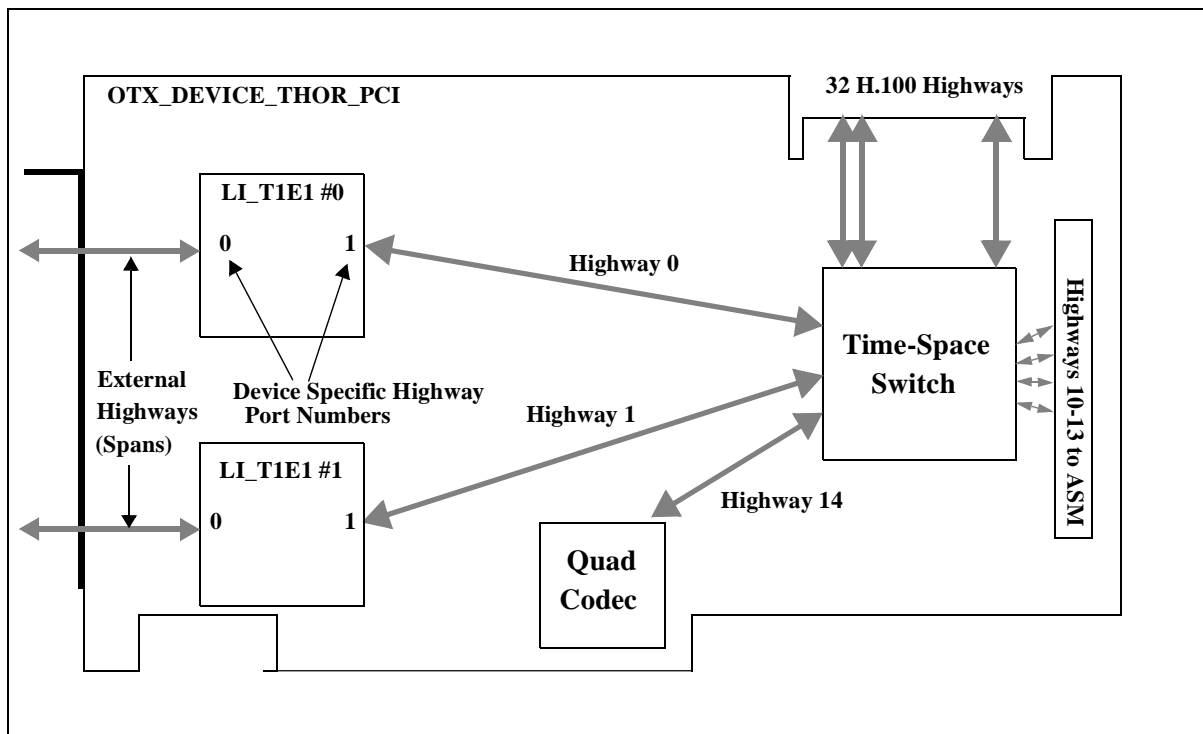 32 H.100 Highways
OTX_DEVICE_THOR_PCI
LI_T1E1 #0
0 1
Highway 0
Time-Space
Switch
Highways 10-13 to ASM
External
Highways
(Spans)
Device Specific Highway
Port Numbers
Highway 1
LI_T1E1 #1
0 1
Highway 14
Quad
Codec